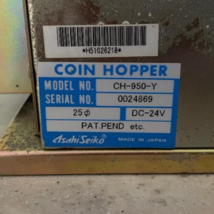 *H51026218*
COIN HOPPER
MODEL NO. CH-950-Y
SERIAL NO. 0024869
25φ DC-24V
PAT.PEND etc.
Asahi Seiko MADE IN JAPAN